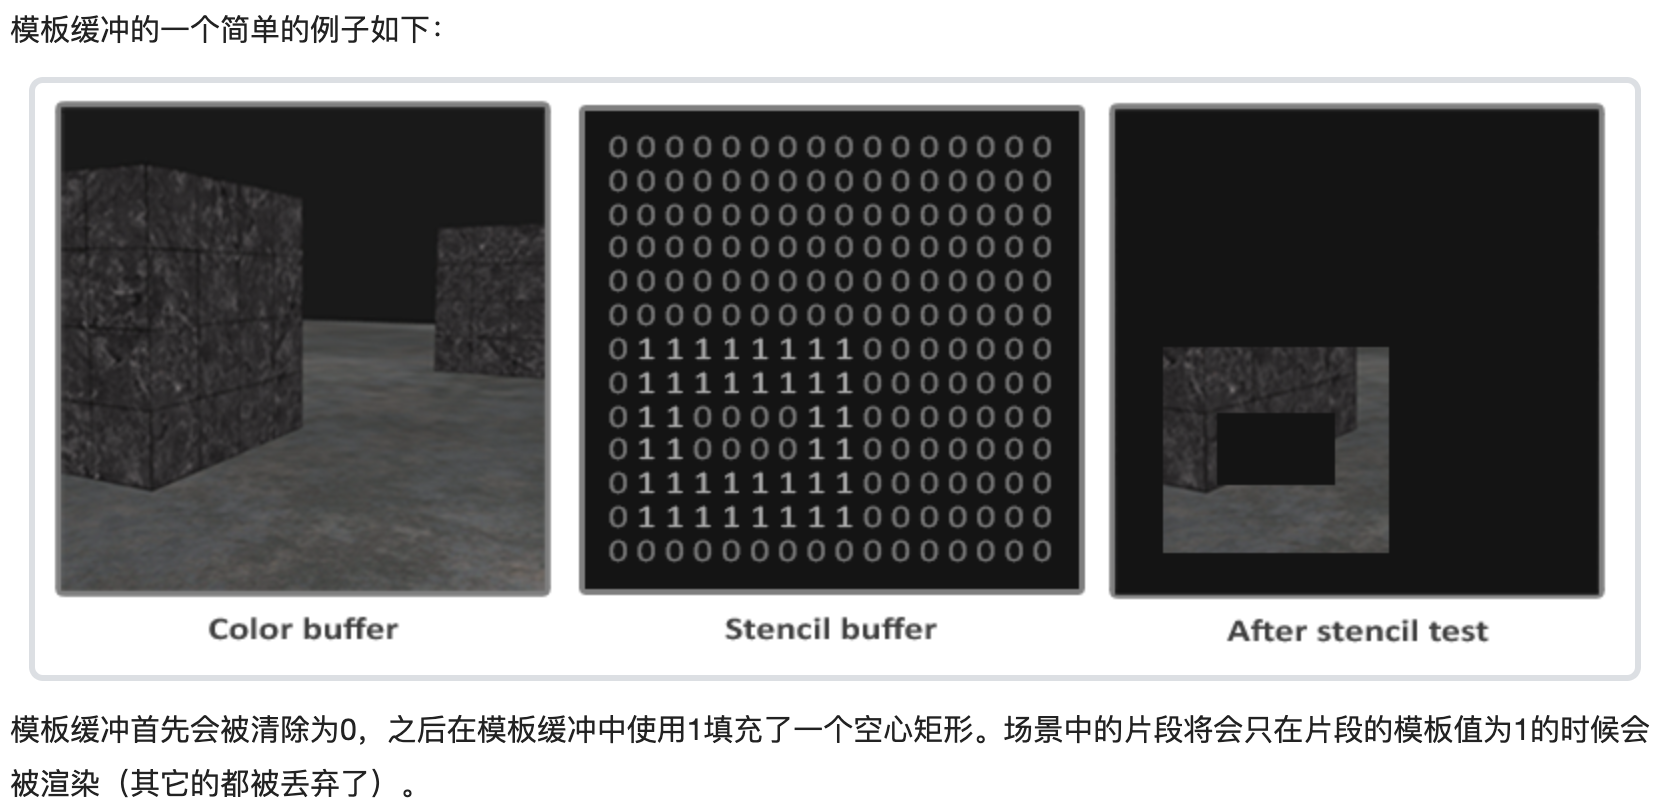 模板缓冲的一个简单的例子如下：
0 0 0 0 0 0 0 0 0 0 0 0 0 0 0 0
0 0 0 0 0 0 0 0 0 0 0 0 0 0 0 0
0 0 0 0 0 0 0 0 0 0 0 0 0 0 0 0
0 0 0 0 0 0 0 0 0 0 0 0 0 0 0 0
0 0 0 0 0 0 0 0 0 0 0 0 0 0 0 0
0 0 0 0 0 0 0 0 0 0 0 0 0 0 0 0
0 1 1 1 1 1 1 1 1 0 0 0 0 0 0 0
0 1 1 1 1 1 1 1 1 0 0 0 0 0 0 0
0 1 1 0 0 0 0 1 1 0 0 0 0 0 0 0
0 1 1 0 0 0 0 1 1 0 0 0 0 0 0 0
0 1 1 1 1 1 1 1 1 0 0 0 0 0 0 0
0 1 1 1 1 1 1 1 1 0 0 0 0 0 0 0
0 0 0 0 0 0 0 0 0 0 0 0 0 0 0 0
Color buffer
Stencil buffer
After stencil test
模板缓冲首先会被清除为0，之后在模板缓冲中使用1填充了一个空心矩形。场景中的片段将会只在片段的模板值为1的时候会
被渲染（其它的都被丢弃了）。